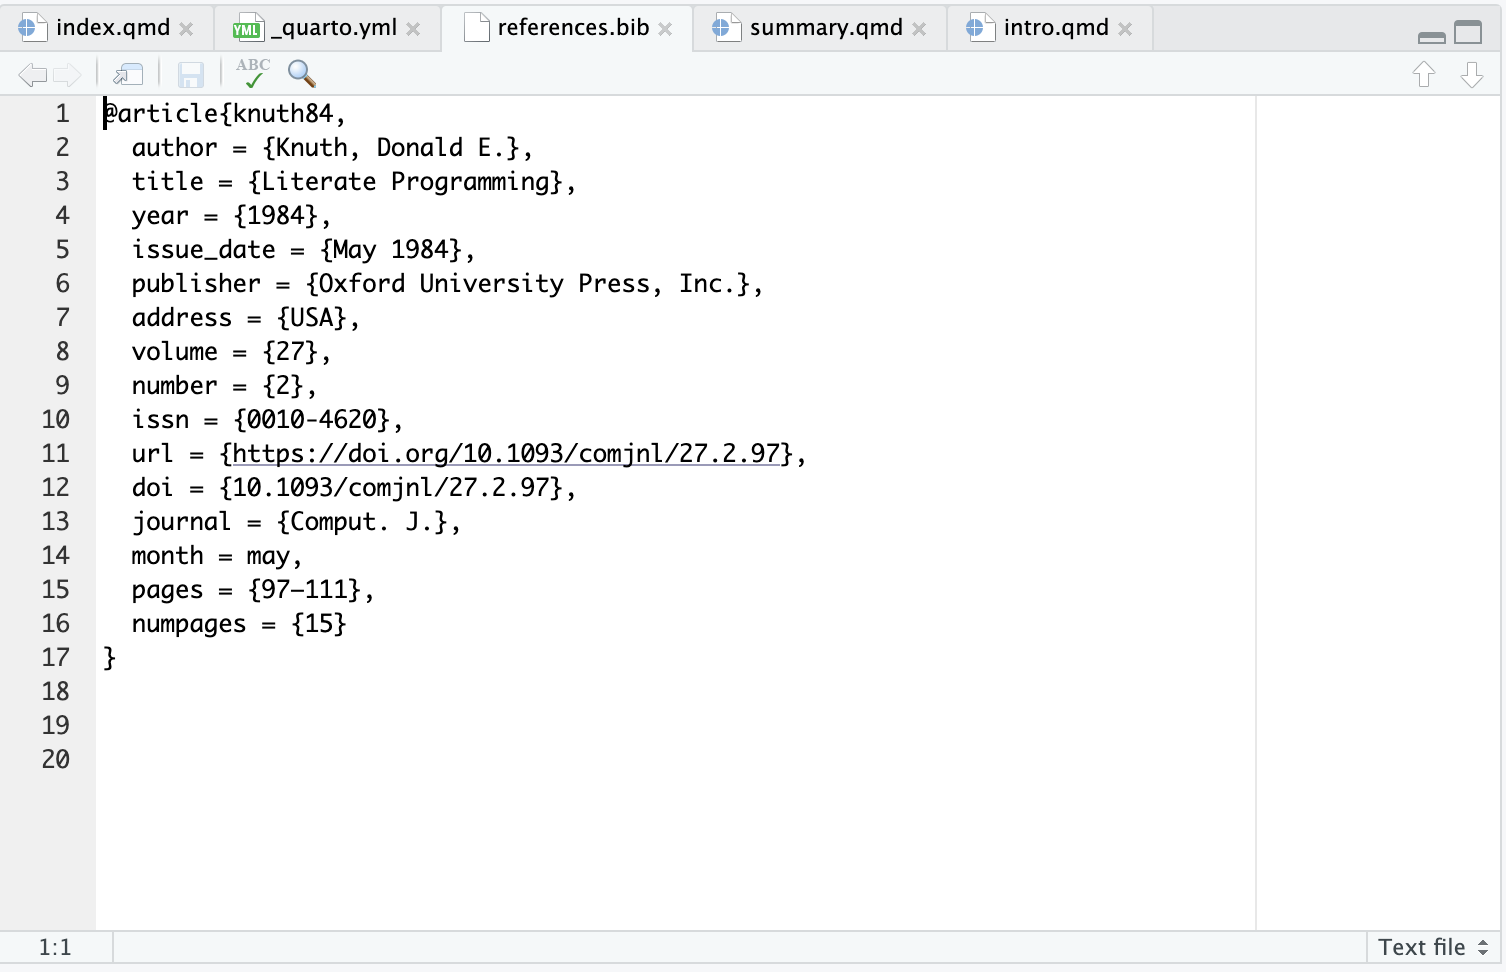 index.qmd
YML _quarto.yml
references.bib
summary.qmd
intro.qmd
ABC
1 @article{knuth84,
2   author = {Knuth, Donald E.},
3   title = {Literate Programming},
4   year = {1984},
5   issue_date = {May 1984},
6   publisher = {Oxford University Press, Inc.},
7   address = {USA},
8   volume = {27},
9   number = {2},
10   issn = {0010-4620},
11   url = {https://doi.org/10.1093/comjnl/27.2.97},
12   doi = {10.1093/comjnl/27.2.97},
13   journal = {Comput. J.},
14   month = may,
15   pages = {97–111},
16   numpages = {15}
17 }
18
19
20
1:1
Text file